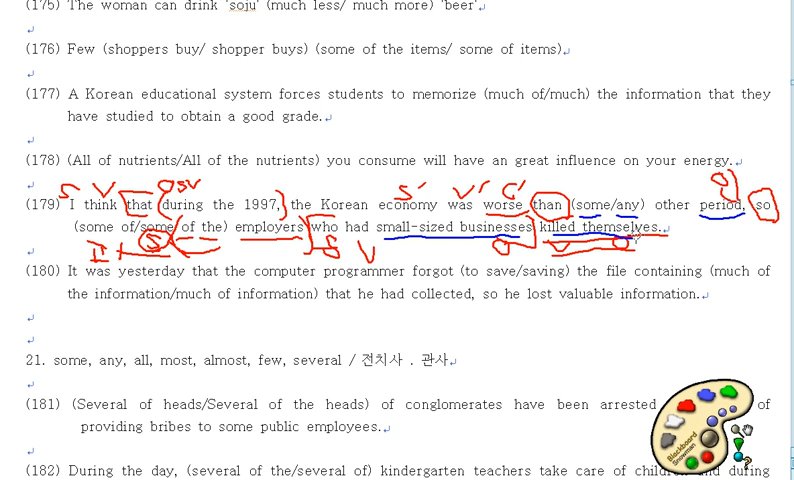 (175) The woman can drink 'soju' (much less/ much more) 'beer'
(176) Few (shoppers buy/ shopper buys) (some of the items/ some of items).
(177) A Korean educational system forces students to memorize (much of/much) the information that they
have studied to obtain a good grade.
(178) (All of nutrients/All of the nutrients) you consume will have an great influence on your energy.
S V OSV S' V' C'
(179) I think that (during the 1997,) the Korean economy was worse than (some/any) other period, so
(some of/some of the) employers who had small-sized businesses killed themselves.
S S V O V O
(180) It was yesterday that the computer programmer forgot (to save/saving) the file containing (much of
the information/much of information) that he had collected, so he lost valuable information.
21. some, any, all, most, almost, few, several / 전치사 . 관사
(181) (Several of heads/Several of the heads) of conglomerates have been arrested of
providing bribes to some public employees.
Blackboard
Snowman
(182) During the day, (several of the/several of) kindergarten teachers take care of and during